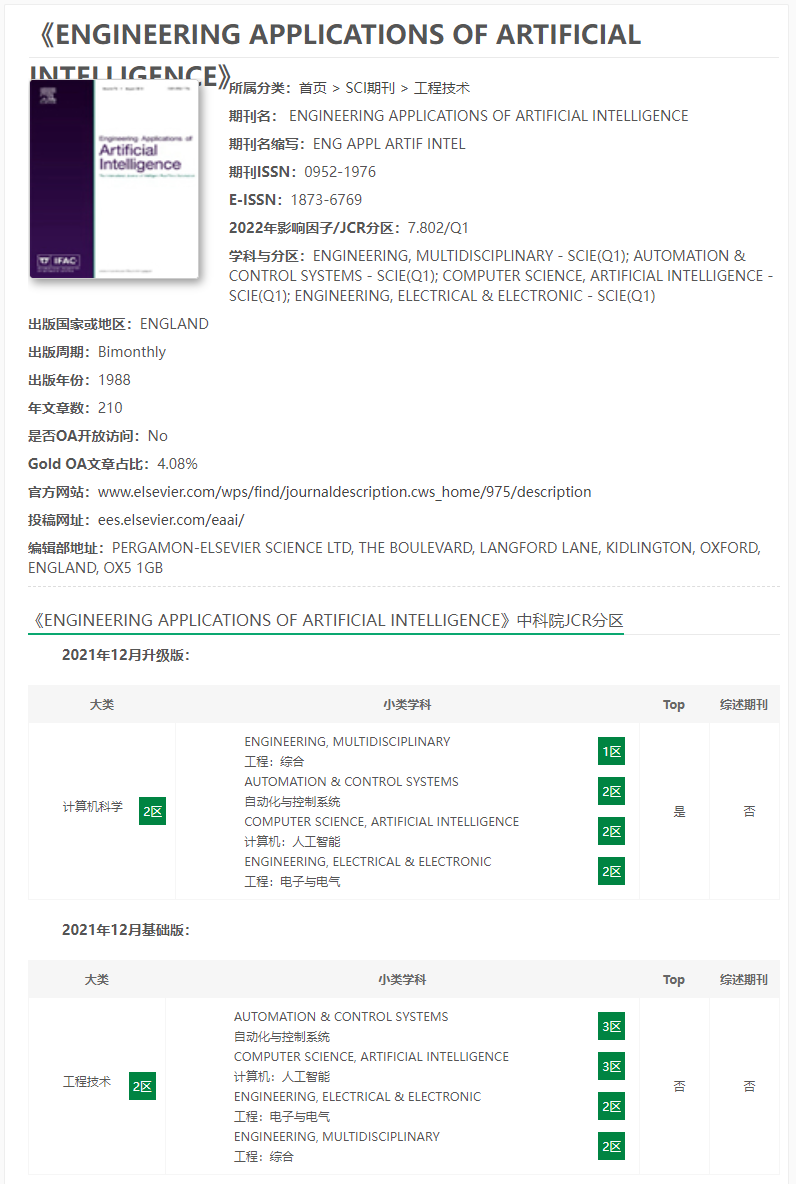 《ENGINEERING APPLICATIONS OF ARTIFICIAL
INTELLIGENCE》
Engineering Applications of
Artificial
Intelligence
IFAC
所属分类：首页 > SCI期刊 > 工程技术
期刊名： ENGINEERING APPLICATIONS OF ARTIFICIAL INTELLIGENCE
期刊名缩写：ENG APPL ARTIF INTEL
期刊ISSN：0952-1976
E-ISSN：1873-6769
2022年影响因子/JCR分区：7.802/Q1
学科与分区：ENGINEERING, MULTIDISCIPLINARY - SCIE(Q1); AUTOMATION &
CONTROL SYSTEMS - SCIE(Q1); COMPUTER SCIENCE, ARTIFICIAL INTELLIGENCE -
SCIE(Q1); ENGINEERING, ELECTRICAL & ELECTRONIC - SCIE(Q1)
出版国家或地区：ENGLAND
出版周期：Bimonthly
出版年份：1988
年文章数：210
是否OA开放访问：No
Gold OA文章占比：4.08%
官方网站：www.elsevier.com/wps/find/journaldescription.cws_home/975/description
投稿网址：ees.elsevier.com/eaai/
编辑部地址：PERGAMON-ELSEVIER SCIENCE LTD, THE BOULEVARD, LANGFORD LANE, KIDLINGTON, OXFORD,
ENGLAND, OX5 1GB
《ENGINEERING APPLICATIONS OF ARTIFICIAL INTELLIGENCE》中科院JCR分区
2021年12月升级版：
大类 小类学科 Top 综述期刊
计算机科学 2区
ENGINEERING, MULTIDISCIPLINARY
工程：综合
1区
AUTOMATION & CONTROL SYSTEMS
自动化与控制系统
2区
COMPUTER SCIENCE, ARTIFICIAL INTELLIGENCE
计算机：人工智能
2区
ENGINEERING, ELECTRICAL & ELECTRONIC
工程：电子与电气
2区
是
否
2021年12月基础版：
大类 小类学科 Top 综述期刊
工程技术 2区
AUTOMATION & CONTROL SYSTEMS
自动化与控制系统
3区
COMPUTER SCIENCE, ARTIFICIAL INTELLIGENCE
计算机：人工智能
3区
ENGINEERING, ELECTRICAL & ELECTRONIC
工程：电子与电气
2区
ENGINEERING, MULTIDISCIPLINARY
工程：综合
2区
否
否